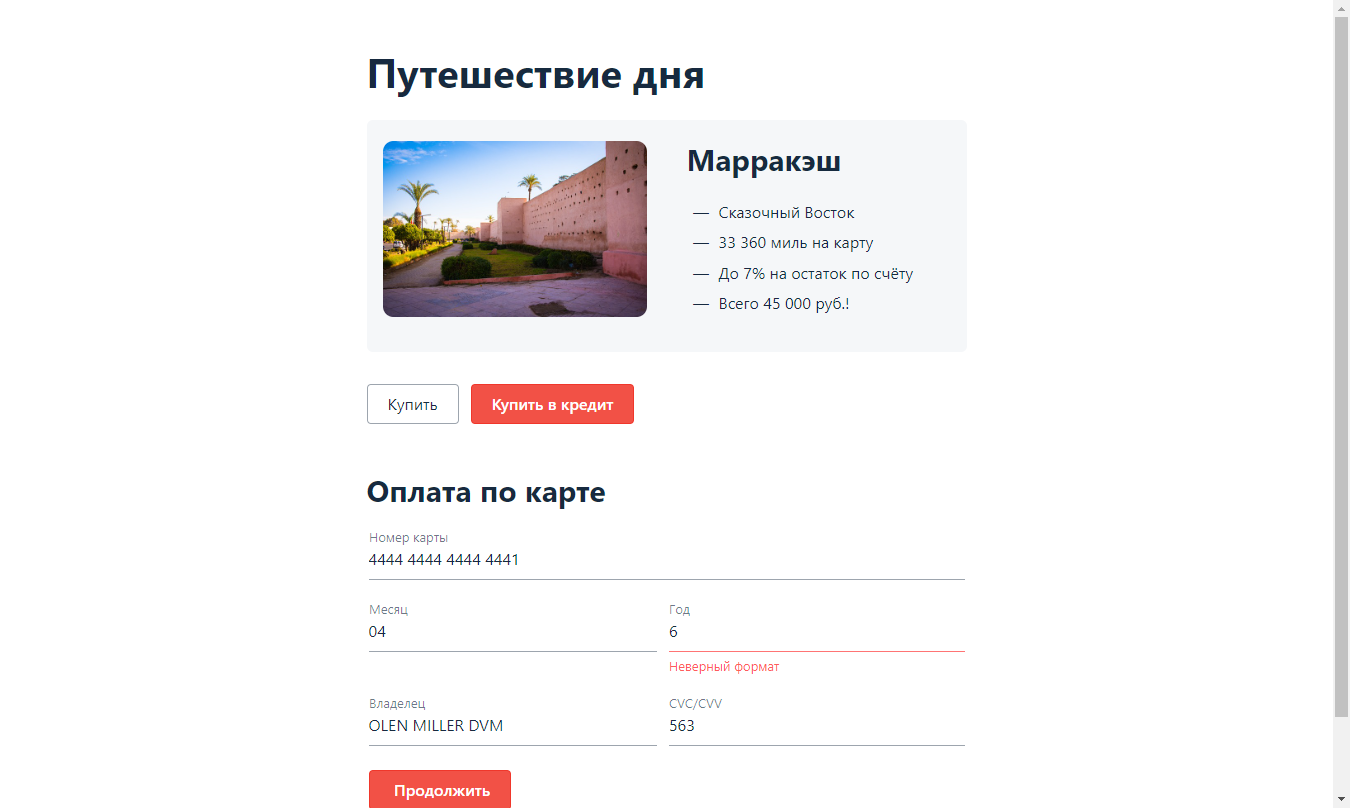 Путешествие дня
Марракэш
— Сказочный Восток
— 33 360 миль на карту
— До 7% на остаток по счёту
— Всего 45 000 руб.!
Купить
Купить в кредит
Оплата по карте
Номер карты
4444 4444 4444 4441
Месяц
Год
04
6
Неверный формат
Владелец
CVC/CVV
OLEN MILLER DVM
563
Продолжить